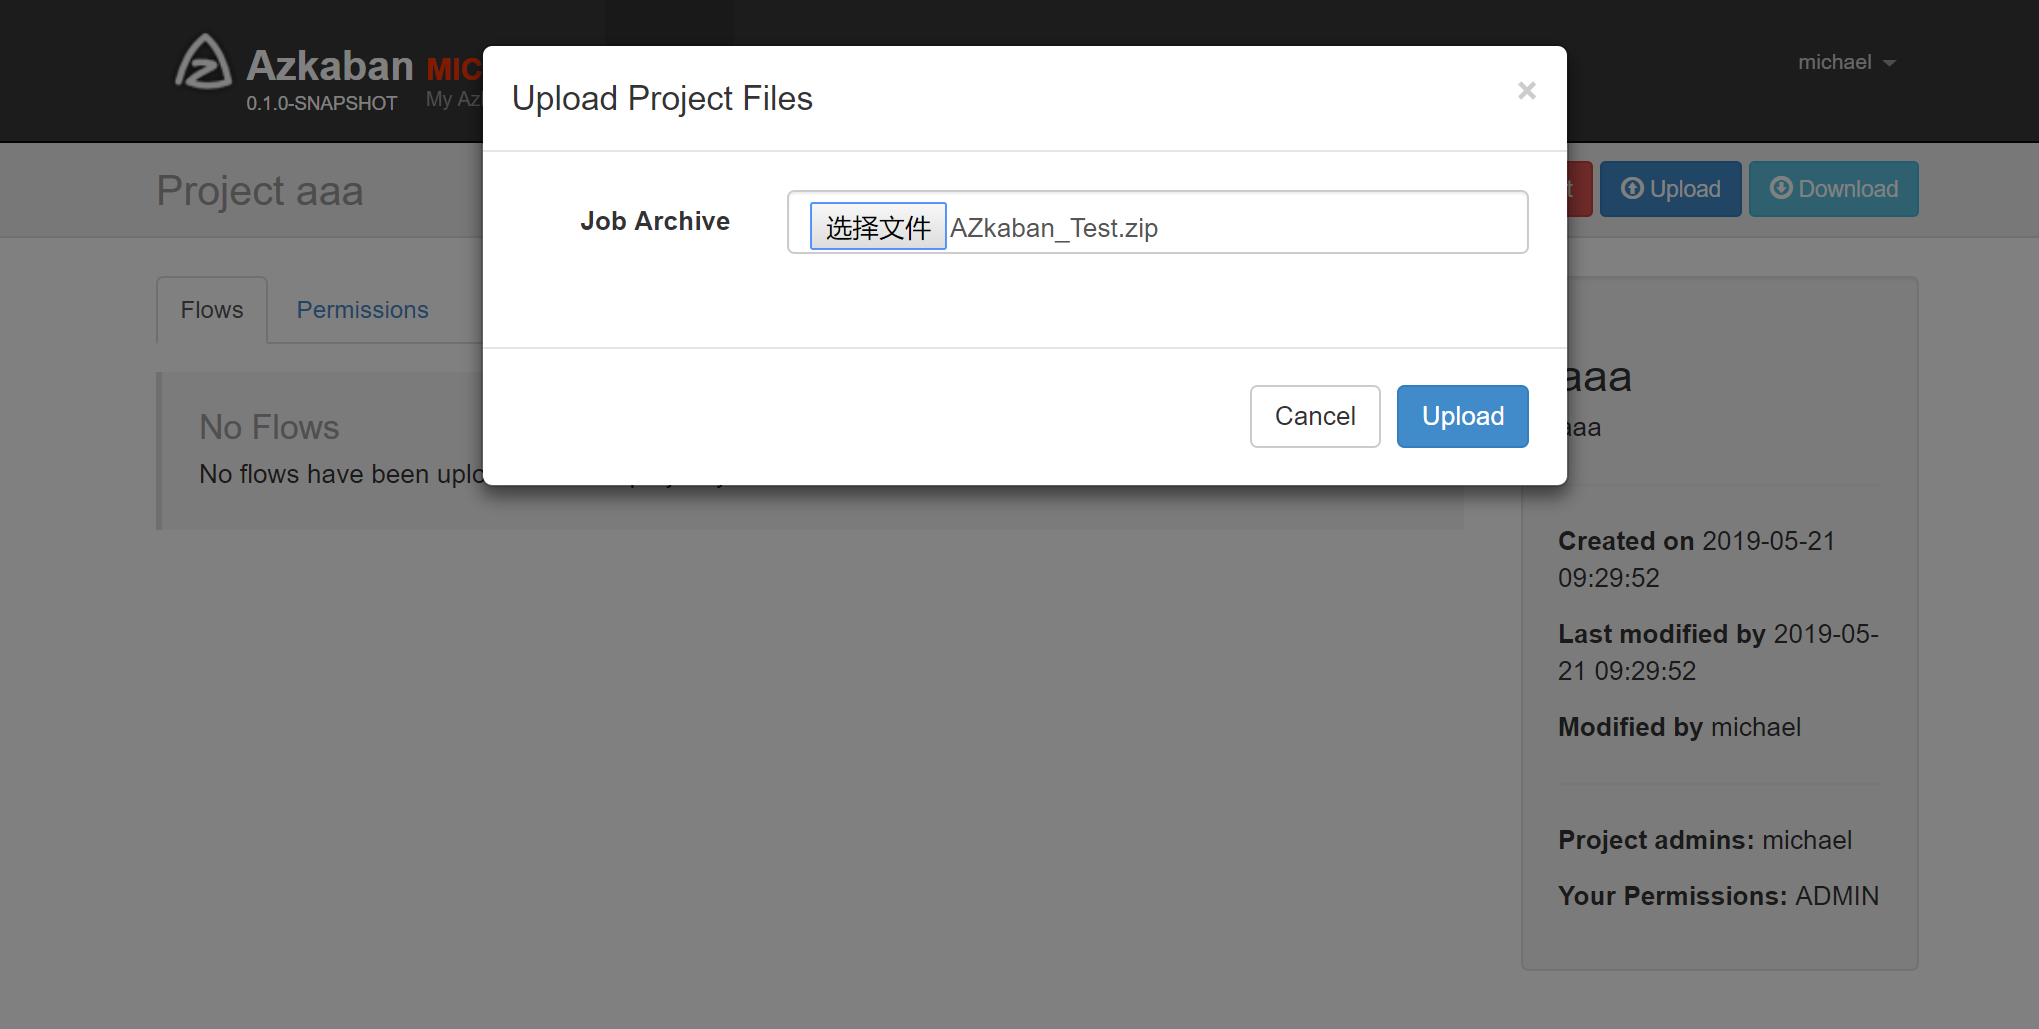 Azkaban MIC
0.1.0-SNAPSHOT My Az
michael
Upload Project Files
×
Project aaa
t Upload Download
Job Archive 选择文件 AZkaban_Test.zip
Flows Permissions
Cancel Upload
No Flows
No flows have been uplo
aaa
aaa
Created on 2019-05-21
09:29:52
Last modified by 2019-05-
21 09:29:52
Modified by michael
Project admins: michael
Your Permissions: ADMIN